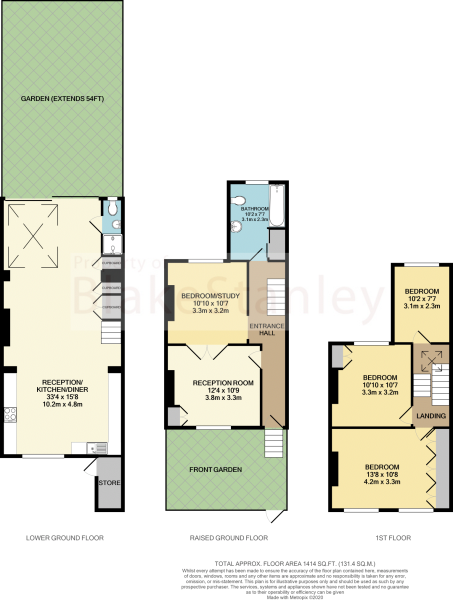 GARDEN (EXTENDS 54FT)
CUPBOARD
CUPBOARD
CUPBOARD
RECEPTION/
KITCHEN/DINER
33'4 x 15'8
10.2m x 4.8m
STORE
LOWER GROUND FLOOR
BATHROOM
10'2 x 7'7
3.1m x 2.3m
BEDROOM/STUDY
10'10 x 10'7
3.3m x 3.2m
ENTRANCE
HALL
RECEPTION ROOM
12'4 x 10'9
3.8m x 3.3m
FRONT GARDEN
RAISED GROUND FLOOR
BEDROOM
10'2 x 7'7
3.1m x 2.3m
BEDROOM
10'10 x 10'7
3.3m x 3.2m
LANDING
BEDROOM
13'8 x 10'8
4.2m x 3.3m
1ST FLOOR
Property of
BlakeStanley
TOTAL APPROX. FLOOR AREA 1414 SQ.FT. (131.4 SQ.M.)
Whilst every attempt has been made to ensure the accuracy of the floor plan contained here, measurements
of doors, windows, rooms and any other items are approximate and no responsibility is taken for any error,
omission, or mis-statement. This plan is for illustrative purposes only and should be used as such by any
prospective purchaser. The services, systems and appliances shown have not been tested and no guarantee
as to their operability or efficiency can be given
Made with Metropix ©2020